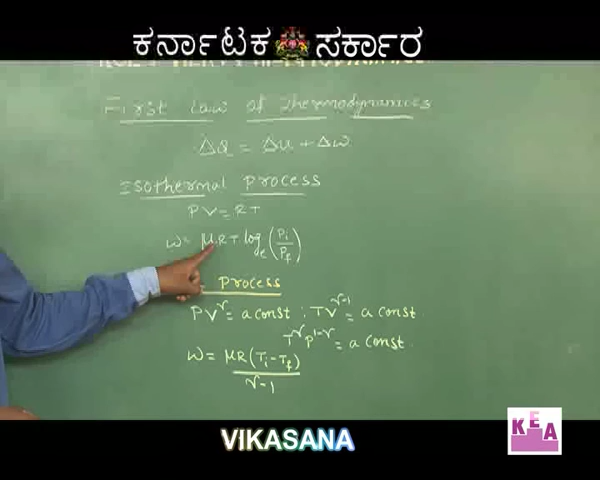 ಕರ್ನಾಟಕ ಸರ್ಕಾರ
First law of Thermodynamics
ΔQ = Δu + Δw
Isothermal Process
PV = RT
W = μRT logₑ (Pi/Pf)
Process
PV^γ = a const : TV^γ-1 = a const.
T^γ P^1-γ = a const.
W = μR(Ti - Tf)
γ-1
KEA
VIKASANA